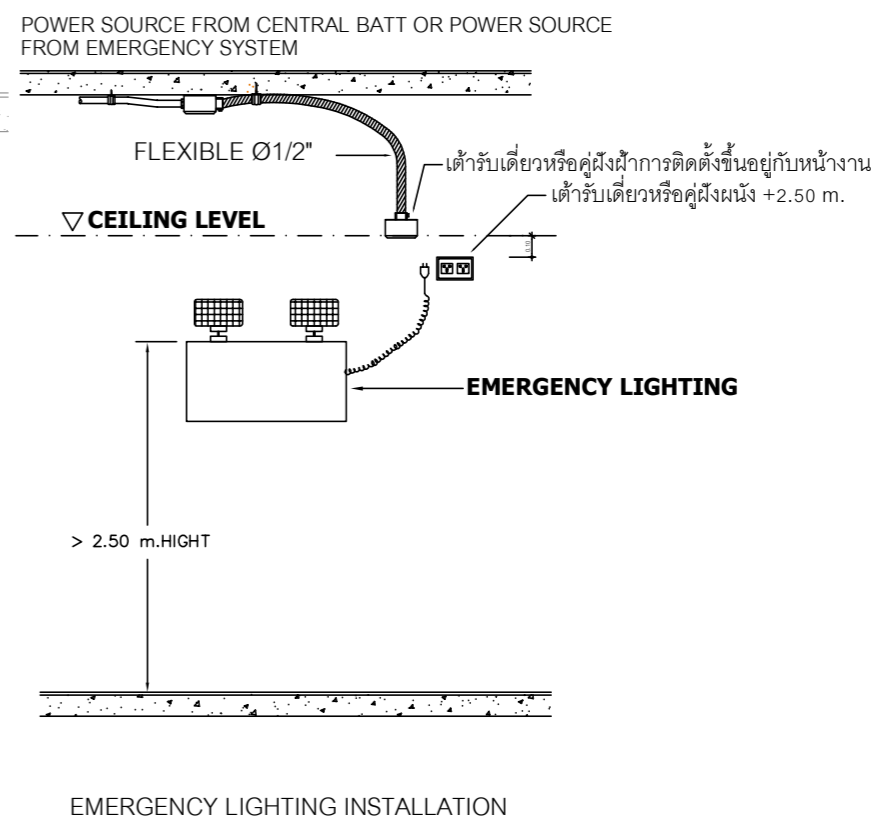 POWER SOURCE FROM CENTRAL BATT OR POWER SOURCE
FROM EMERGENCY SYSTEM
FLEXIBLE Ø1/2"
เต้ารับเดี่ยวหรือคู่ฝังฝ้าการติดตั้งขึ้นอยู่กับหน้างาน
เต้ารับเดี่ยวหรือคู่ฝังผนัง +2.50 m.
CEILING LEVEL
0.10
EMERGENCY LIGHTING
> 2.50 m.HIGHT
EMERGENCY LIGHTING INSTALLATION